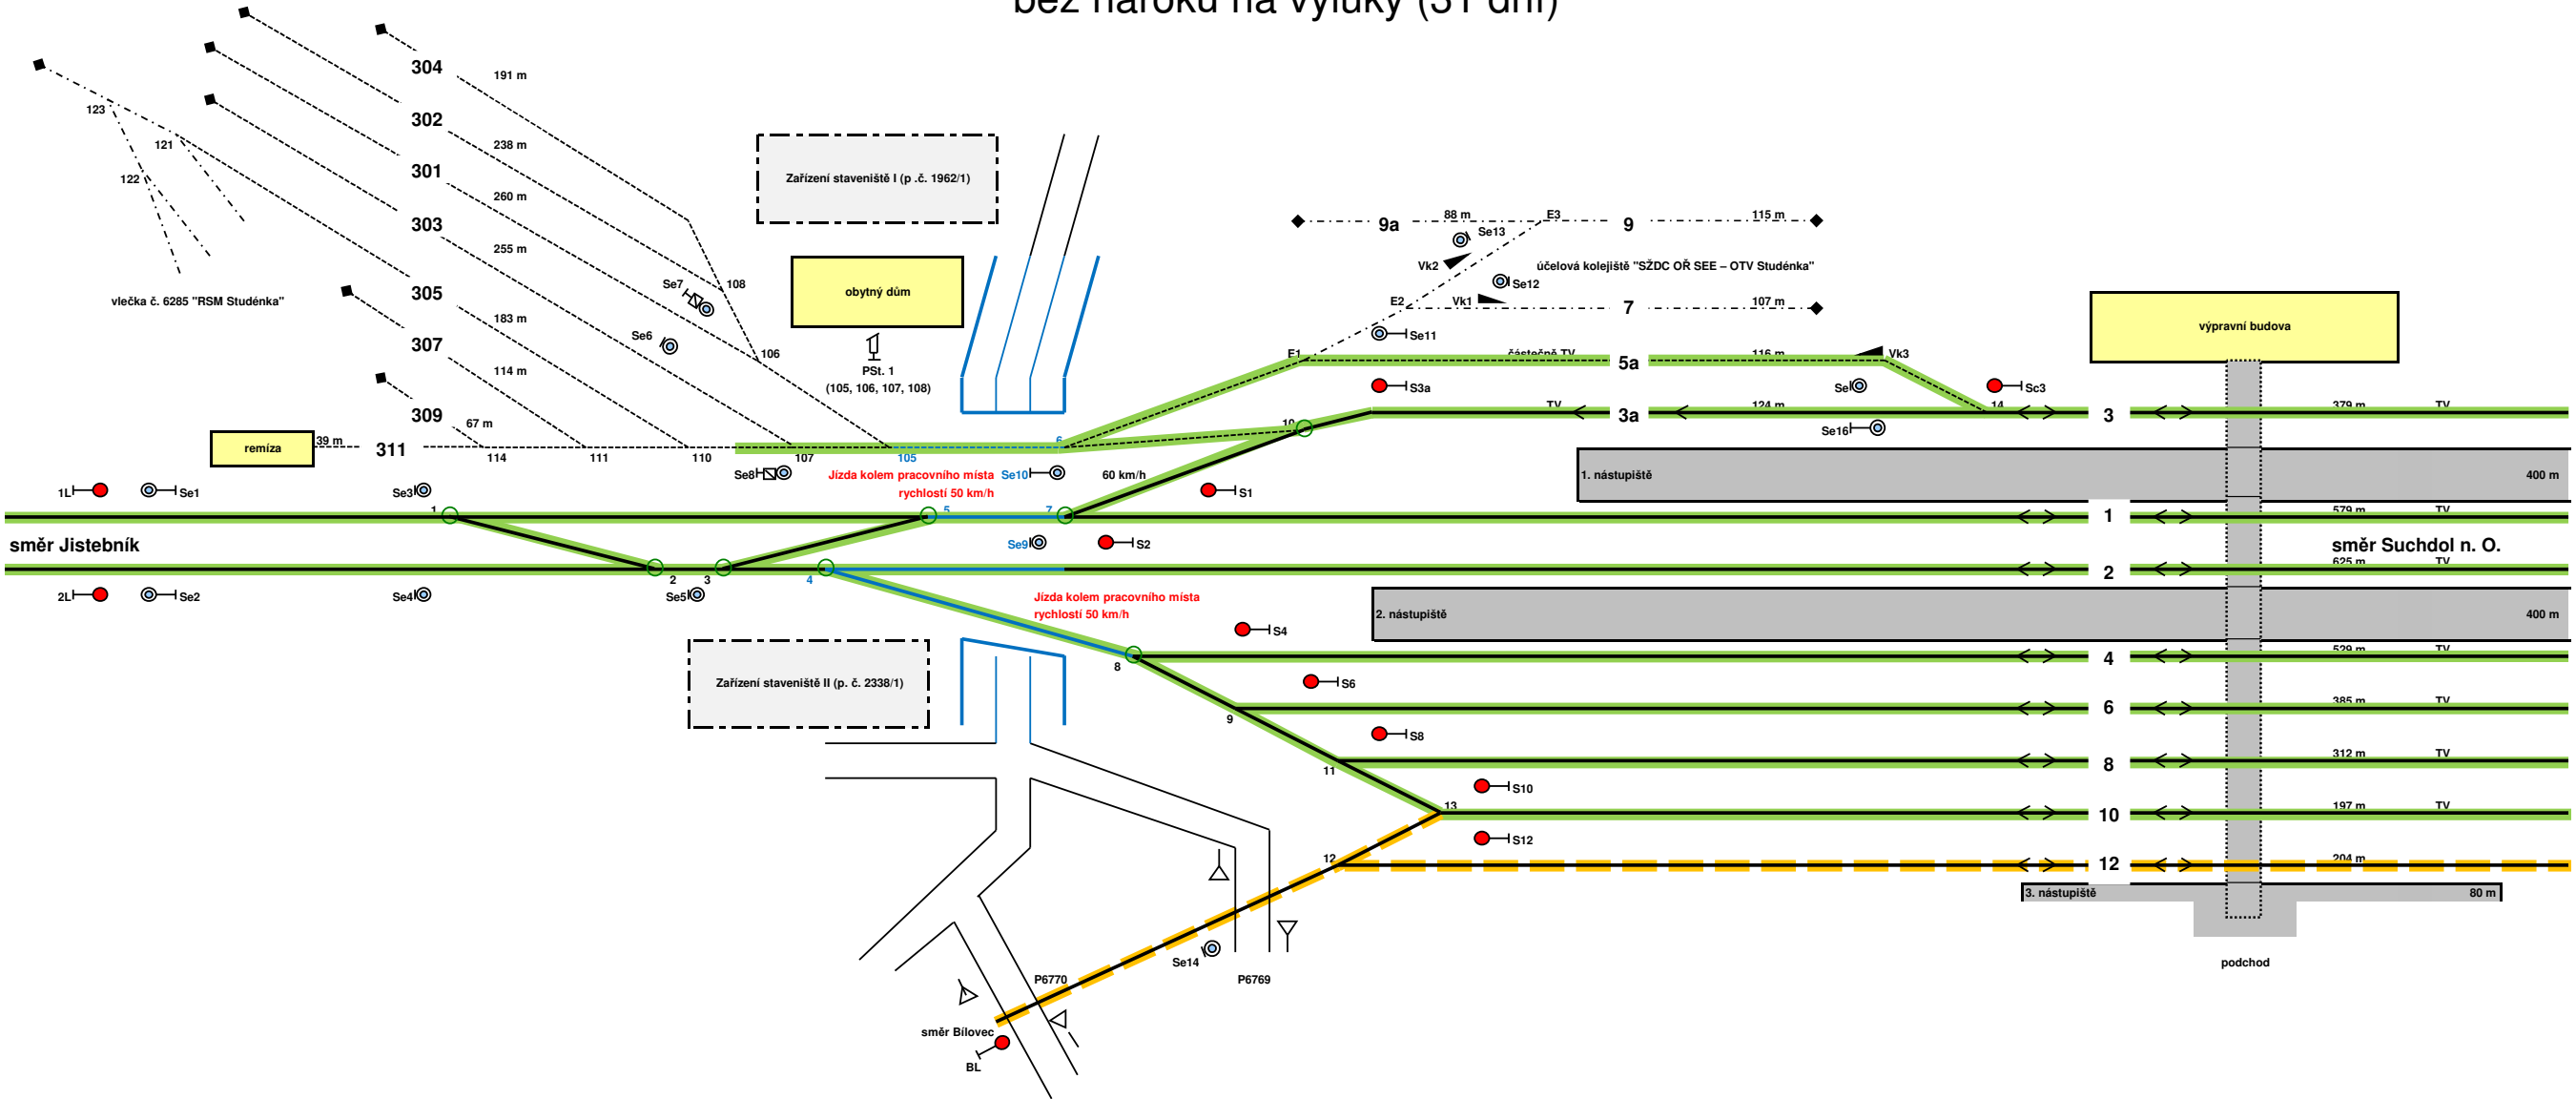 bez nároku na výluky (31 dní)
304
191 m
123
302
238 m
121
301
260 m
122
303
255 m
Zařízení staveniště I (p .č. 1962/1)
9a
88 m
E3
9
115 m
Se13
Vk2
účelová kolejiště "SŽDC OŘ SEE – OTV Studénka"
Se12
E2
Vk1
7
107 m
vlečka č. 6285 "RSM Studénka"
305
183 m
Se7
108
obytný dům
výpravní budova
307
114 m
Se6
106
PSt. 1
(105, 106, 107, 108)
Se11
E1
částečně TV
5a
116 m
Vk3
S3a
Se
Sc3
309
67 m
TV
3a
124 m
14
3
379 m
TV
10
Se16
remíza
39 m
311
114
111
110
107
105
6
Se8
Jízda kolem pracovního místa
rychlostí 50 km/h
Se10
60 km/h
1. nástupiště
400 m
1L
Se1
Se3
S1
1
5
7
1
579 m
TV
směr Jistebník
Se9
S2
směr Suchdol n. O.
2
3
4
2
625 m
TV
2L
Se2
Se4
Se5
Jízda kolem pracovního místa
rychlostí 50 km/h
2. nástupiště
400 m
S4
Zařízení staveniště II (p. č. 2338/1)
8
4
529 m
TV
S6
9
6
385 m
TV
S8
11
8
312 m
TV
S10
13
10
197 m
TV
S12
12
12
204 m
3. nástupiště
80 m
Se14
P6770
P6769
podchod
směr Bílovec
BL